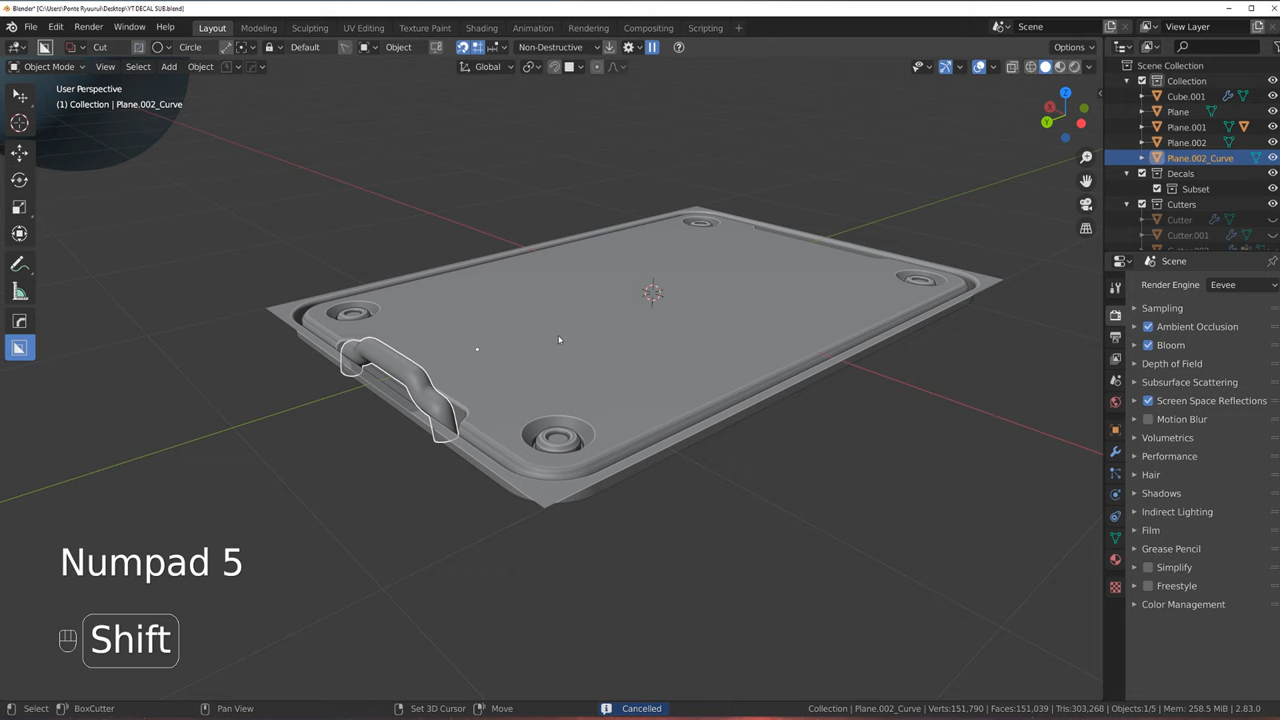 Blender* [C:\Users\Ponte Ryuurui\Desktop\YT DECAL SUB.blend]
File Edit Render Window Help Layout Modeling Sculpting UV Editing Texture Paint Shading Animation Rendering Compositing Scripting + Scene View Layer
Cut Circle Default Object Non-Destructive Options
Object Mode View Select Add Object Global
User Perspective
(1) Collection | Plane.002_Curve
Z
Y
Scene Collection
Collection
Cube.001
Plane
Plane.001
Plane.002
Plane.002_Curve
Decals
Subset
Cutters
Cutter
Cutter.001
Scene
Render Engine Eevee
Sampling
Ambient Occlusion
Bloom
Depth of Field
Subsurface Scattering
Screen Space Reflections
Motion Blur
Volumetrics
Performance
Hair
Shadows
Indirect Lighting
Film
Grease Pencil
Simplify
Freestyle
Color Management
Numpad 5
Shift
Select BoxCutter Pan View Set 3D Cursor Move Cancelled Collection | Plane.002_Curve | Verts:151,790 | Faces:151,039 | Tris:303,268 | Objects:1/5 | Mem: 258.5 MiB | 2.83.0